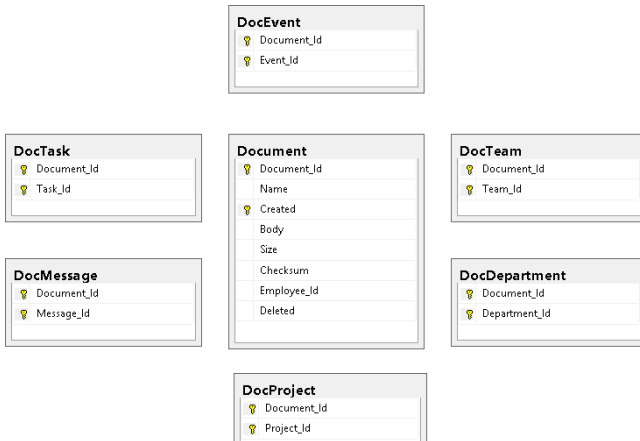 DocEvent
Document_Id
Event_Id
DocTask
Document_Id
Task_Id
Document
Document_Id
Name
Created
Body
Size
Checksum
Employee_Id
Deleted
DocTeam
Document_Id
Team_Id
DocMessage
Document_Id
Message_Id
DocDepartment
Document_Id
Department_Id
DocProject
Document_Id
Project_Id